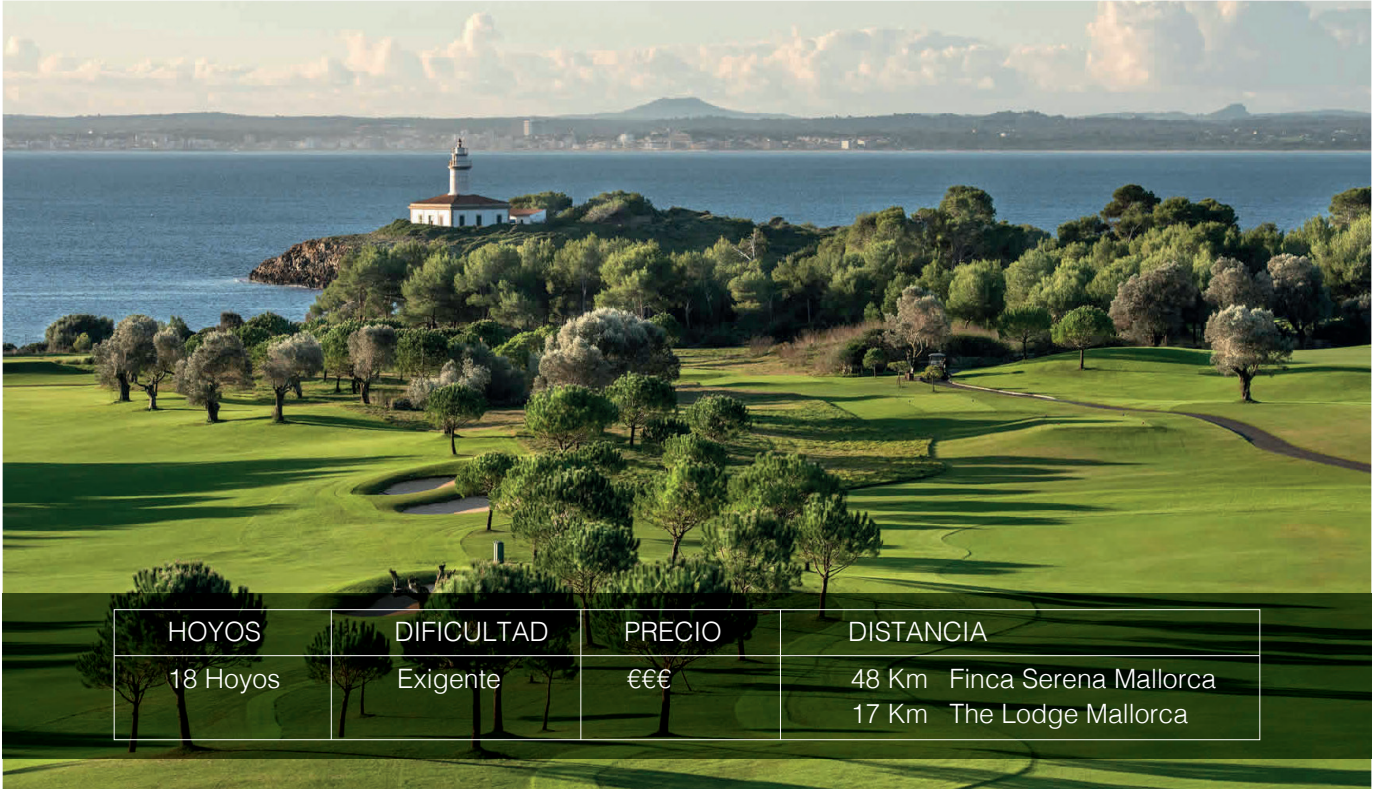 HOYOS DIFICULTAD PRECIO DISTANCIA
18 Hoyos Exigente €€€ 48 Km Finca Serena Mallorca
17 Km The Lodge Mallorca